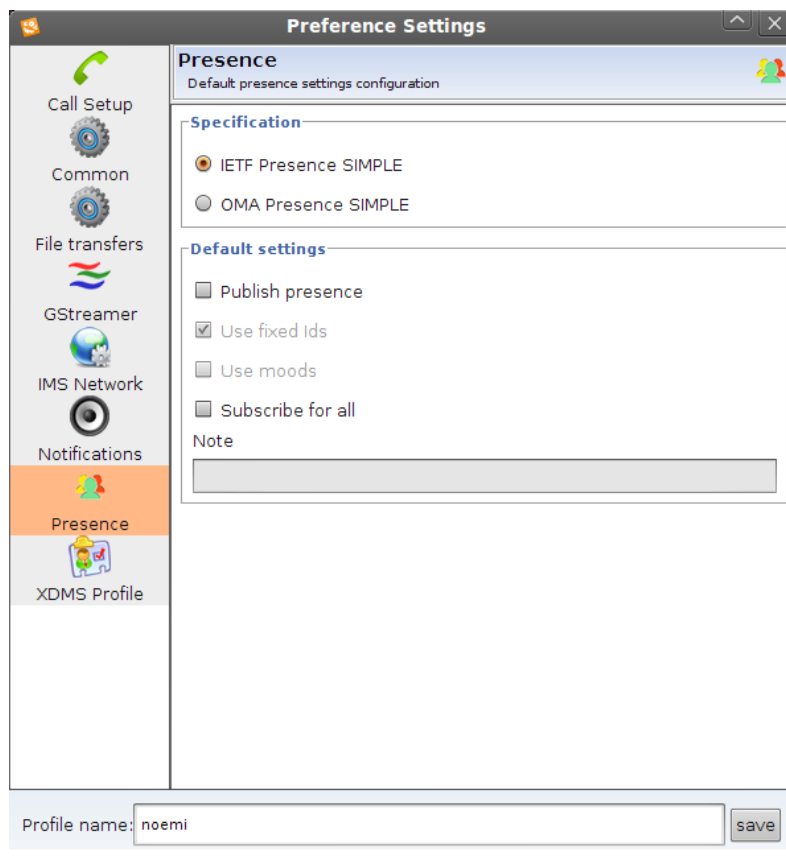 Preference Settings
Call Setup
Common
File transfers
GStreamer
IMS Network
Notifications
Presence
XDMS Profile
Presence
Default presence settings configuration
Specification
IETF Presence SIMPLE
OMA Presence SIMPLE
Default settings
Publish presence
Use fixed Ids
Use moods
Subscribe for all
Note
Profile name: noemi save